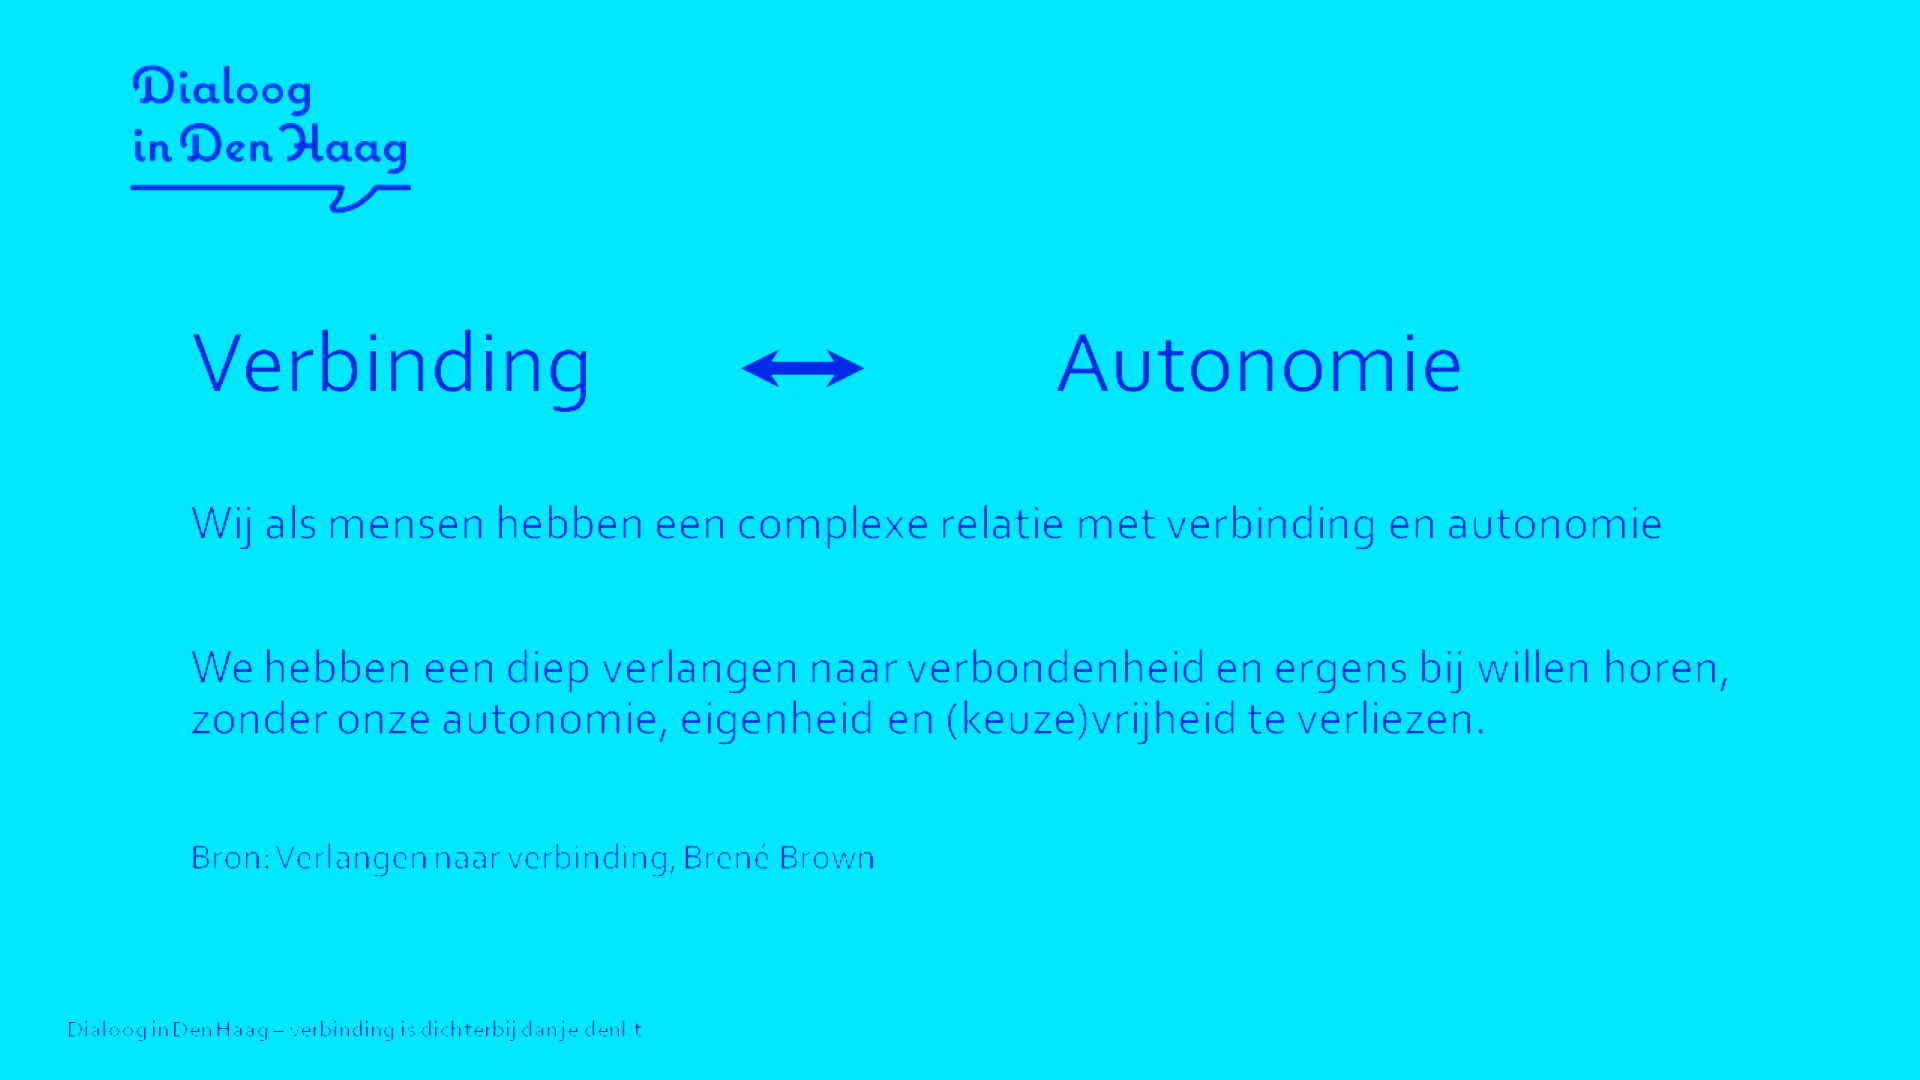 Dialoog
in Den Haag
Verbinding ↔ Autonomie
Wij als mensen hebben een complexe relatie met verbinding en autonomie
We hebben een diep verlangen naar verbondenheid en ergens bij willen horen,
zonder onze autonomie, eigenheid en (keuze)vrijheid te verliezen.
Bron: Verlangen naar verbinding, Brené Brown
Dialoog in Den Haag – verbinding is dichterbij dan je denkt